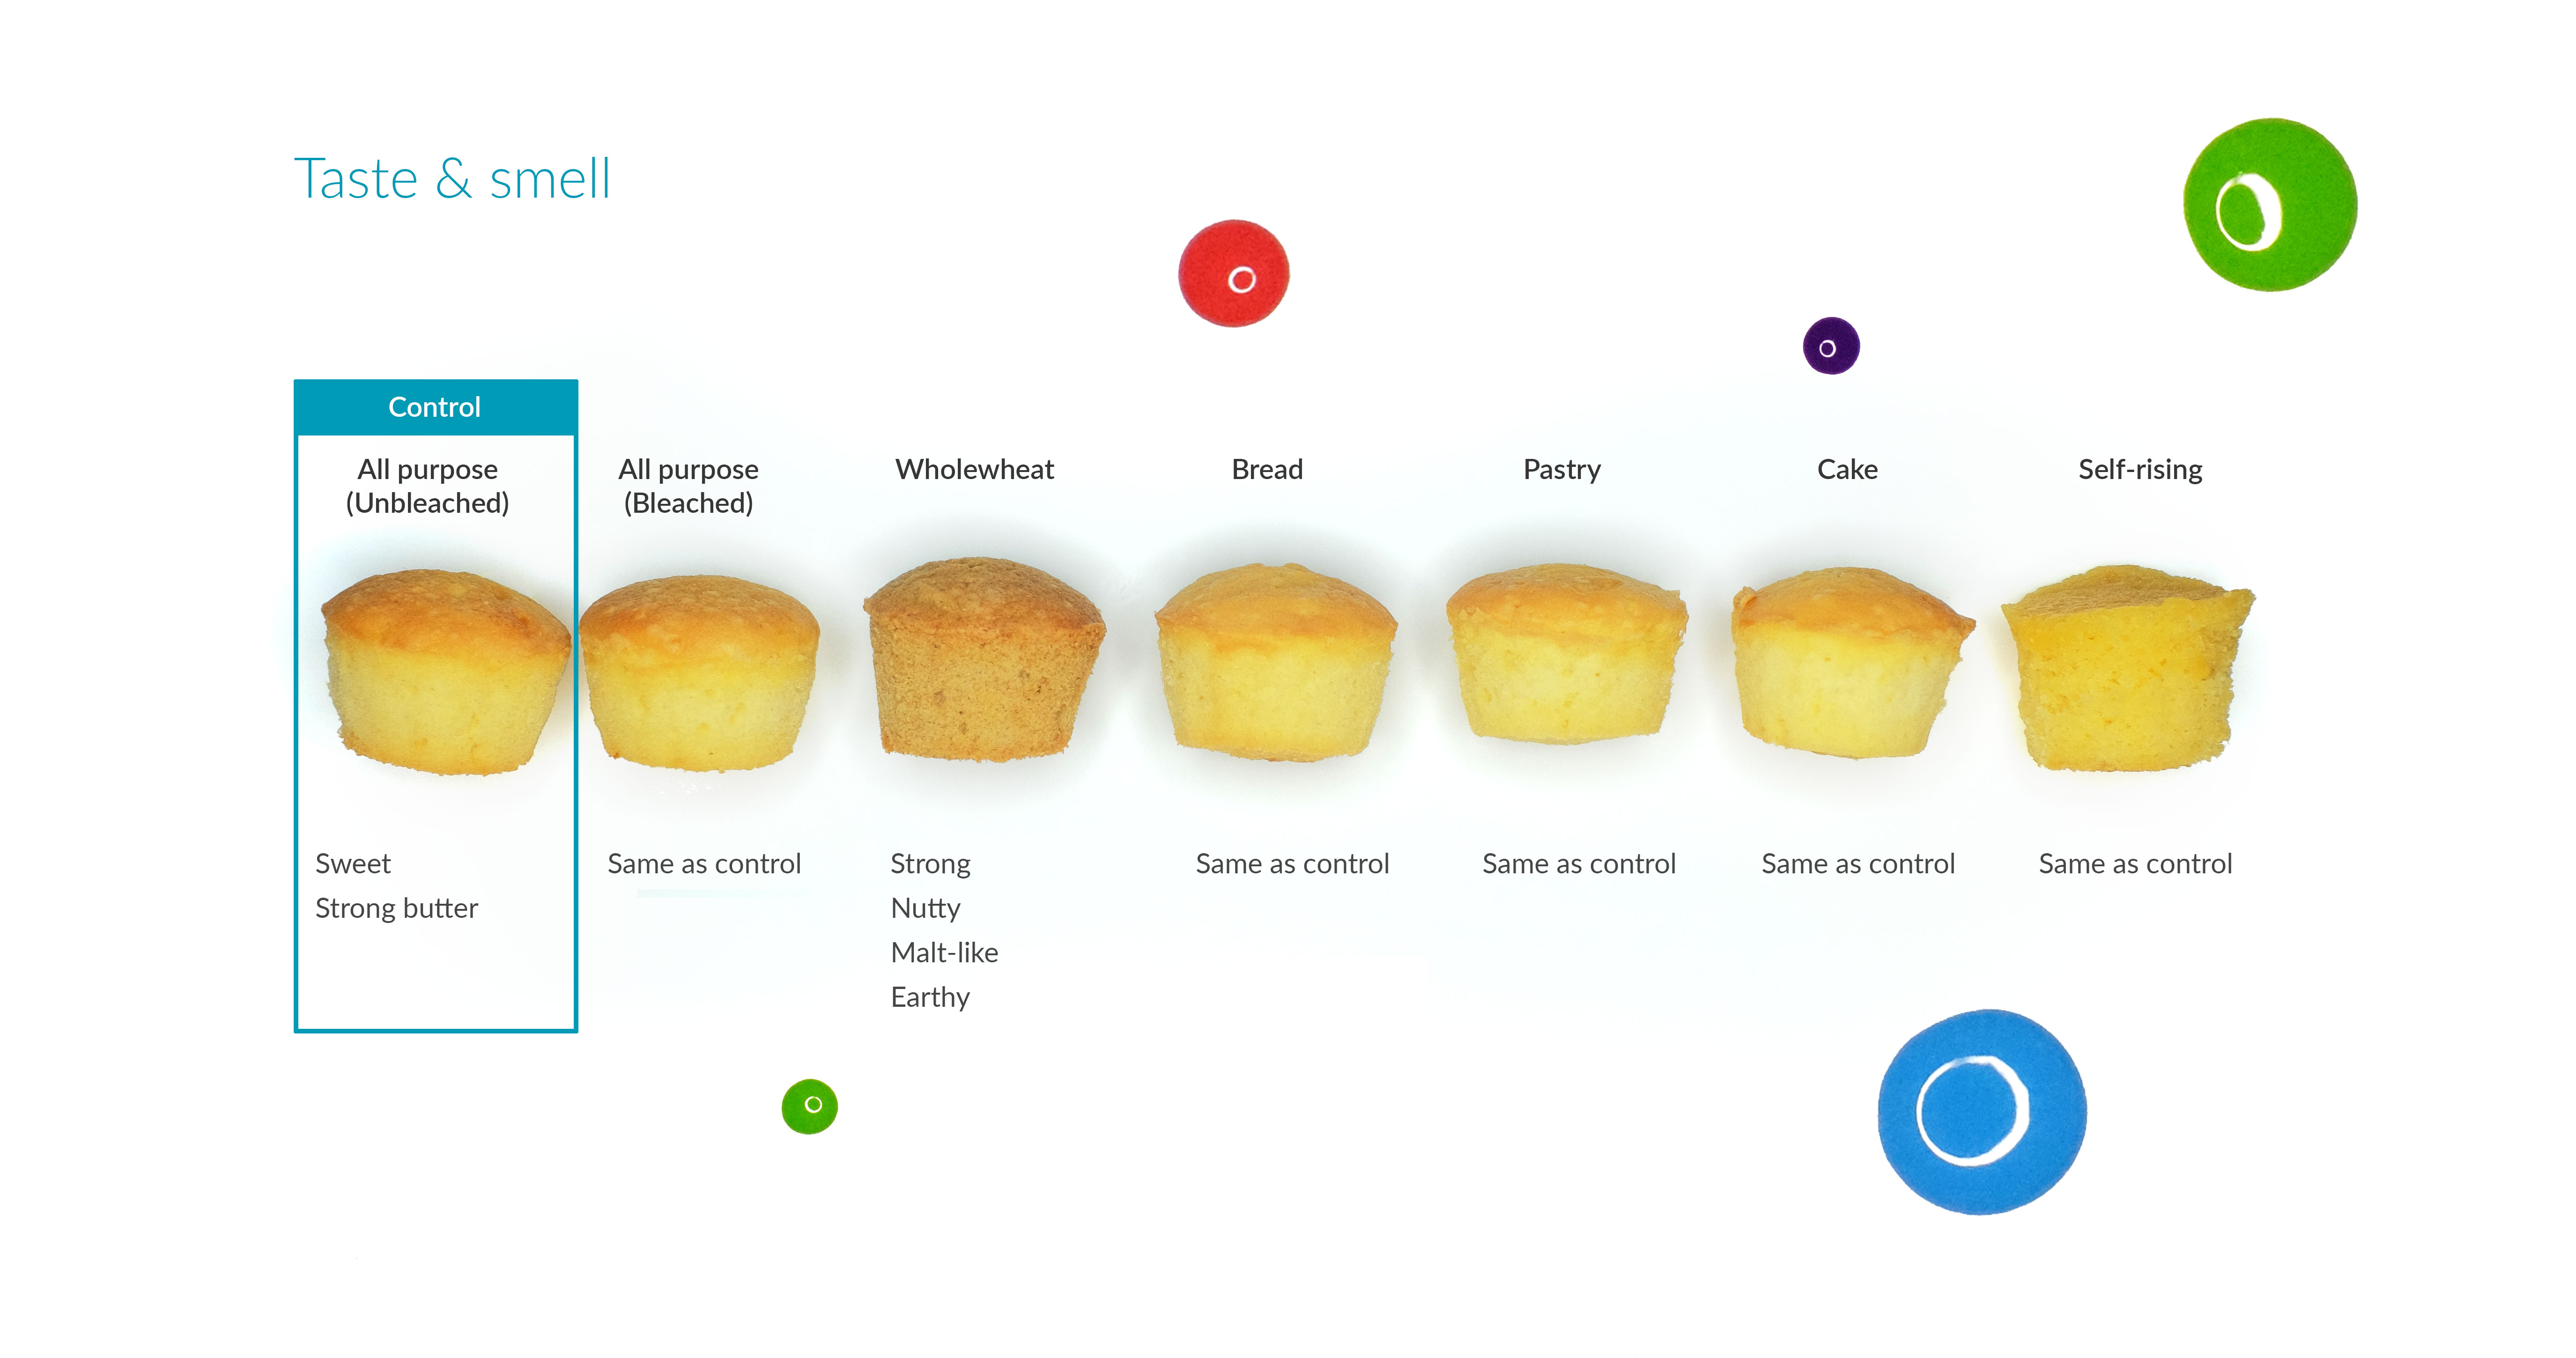 Taste & smell
Control
All purpose
(Unbleached)
All purpose
(Bleached)
Wholewheat
Bread
Pastry
Cake
Self-rising
Sweet
Strong butter
Same as control
Strong
Nutty
Malt-like
Earthy
Same as control
Same as control
Same as control
Same as control